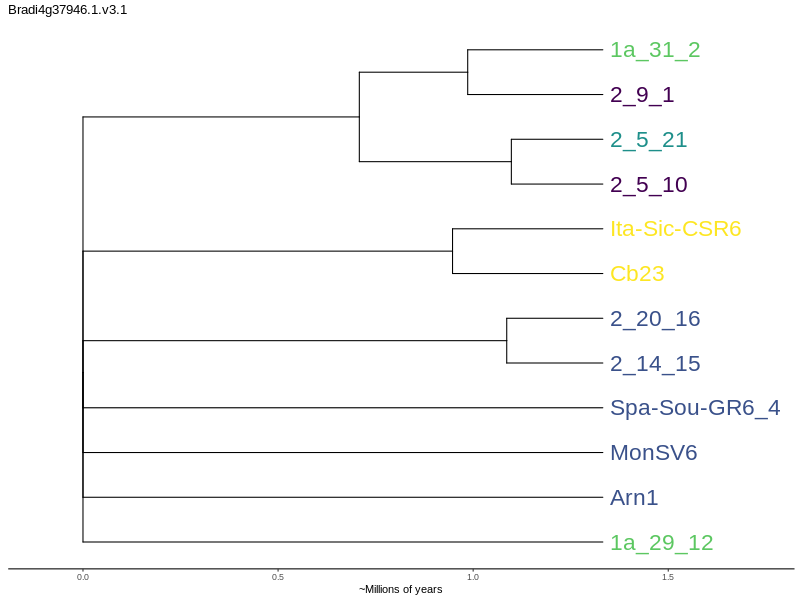 Bradi4g37946.1.v3.1
1a_31_2
2_9_1
2_5_21
2_5_10
Ita-Sic-CSR6
Cb23
2_20_16
2_14_15
Spa-Sou-GR6_4
MonSV6
Arn1
1a_29_12
0.0 0.5 1.0 1.5
~Millions of years